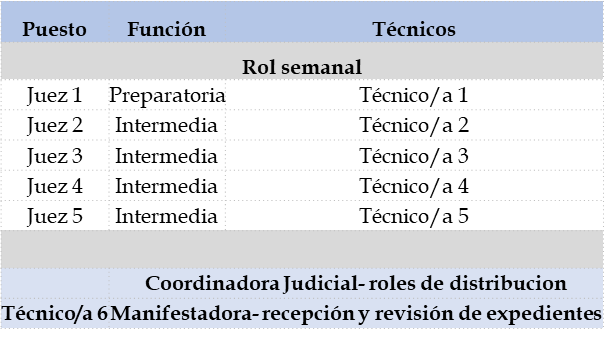 Puesto Función Técnicos
Rol semanal
Juez 1 Preparatoria Técnico/a 1
Juez 2 Intermedia Técnico/a 2
Juez 3 Intermedia Técnico/a 3
Juez 4 Intermedia Técnico/a 4
Juez 5 Intermedia Técnico/a 5
Coordinadora Judicial- roles de distribucion
Técnico/a 6 Manifestadora- recepción y revisión de expedientes